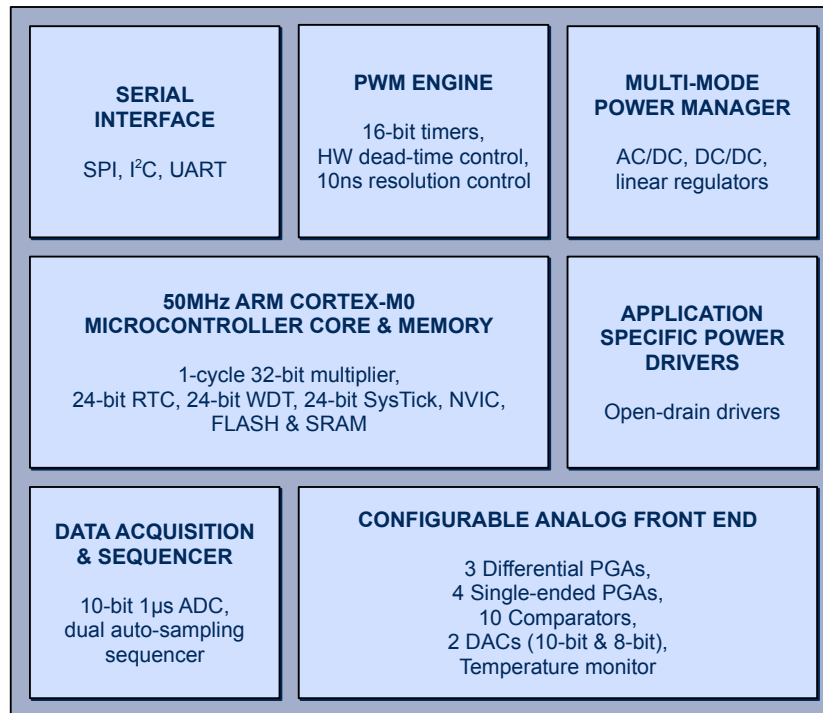 SERIAL
INTERFACE
SPI, I²C, UART
PWM ENGINE
16-bit timers,
HW dead-time control,
10ns resolution control
MULTI-MODE
POWER MANAGER
AC/DC, DC/DC,
linear regulators
50MHz ARM CORTEX-M0
MICROCONTROLLER CORE & MEMORY
1-cycle 32-bit multiplier,
24-bit RTC, 24-bit WDT, 24-bit SysTick, NVIC,
FLASH & SRAM
APPLICATION
SPECIFIC POWER
DRIVERS
Open-drain drivers
DATA ACQUISITION
& SEQUENCER
10-bit 1µs ADC,
dual auto-sampling
sequencer
CONFIGURABLE ANALOG FRONT END
3 Differential PGAs,
4 Single-ended PGAs,
10 Comparators,
2 DACs (10-bit & 8-bit),
Temperature monitor